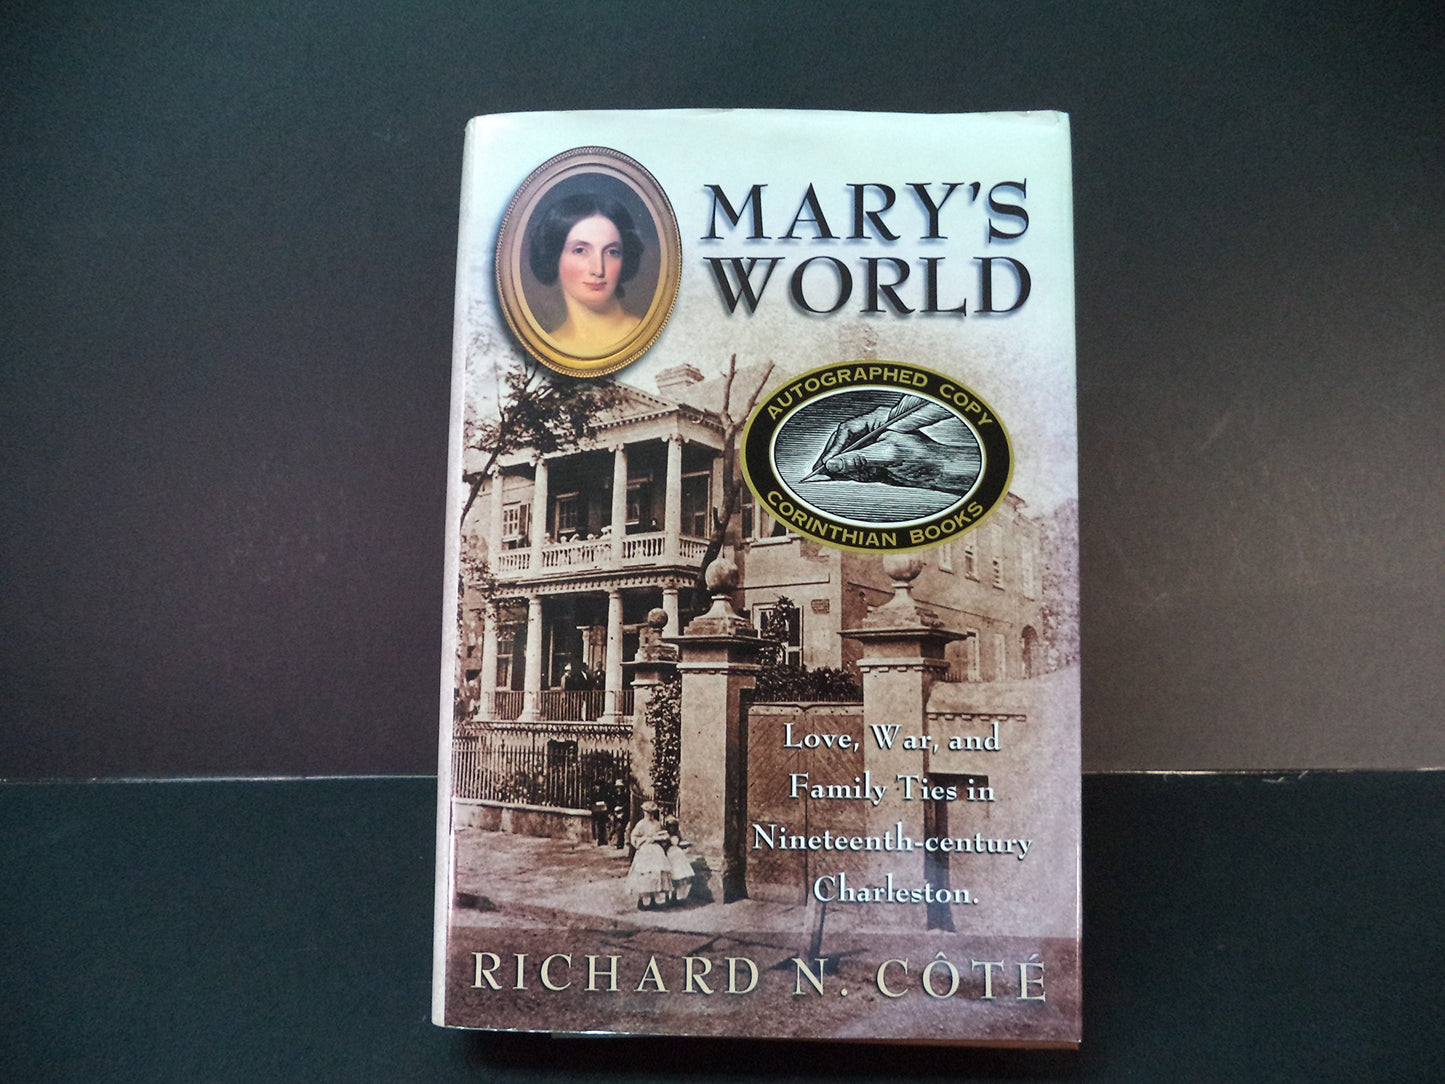 MARY'S
WORLD
AUTOGRAPHED COPY
CORINTHIAN BOOKS
Love, War, and
Family Ties in
Nineteenth-century
Charleston.
RICHARD N. CÔTÉ